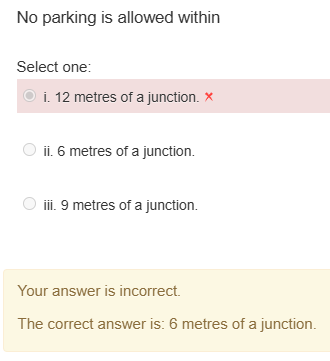 No parking is allowed within
Select one:
i. 12 metres of a junction. ✗
ii. 6 metres of a junction.
iii. 9 metres of a junction.
Your answer is incorrect.
The correct answer is: 6 metres of a junction.